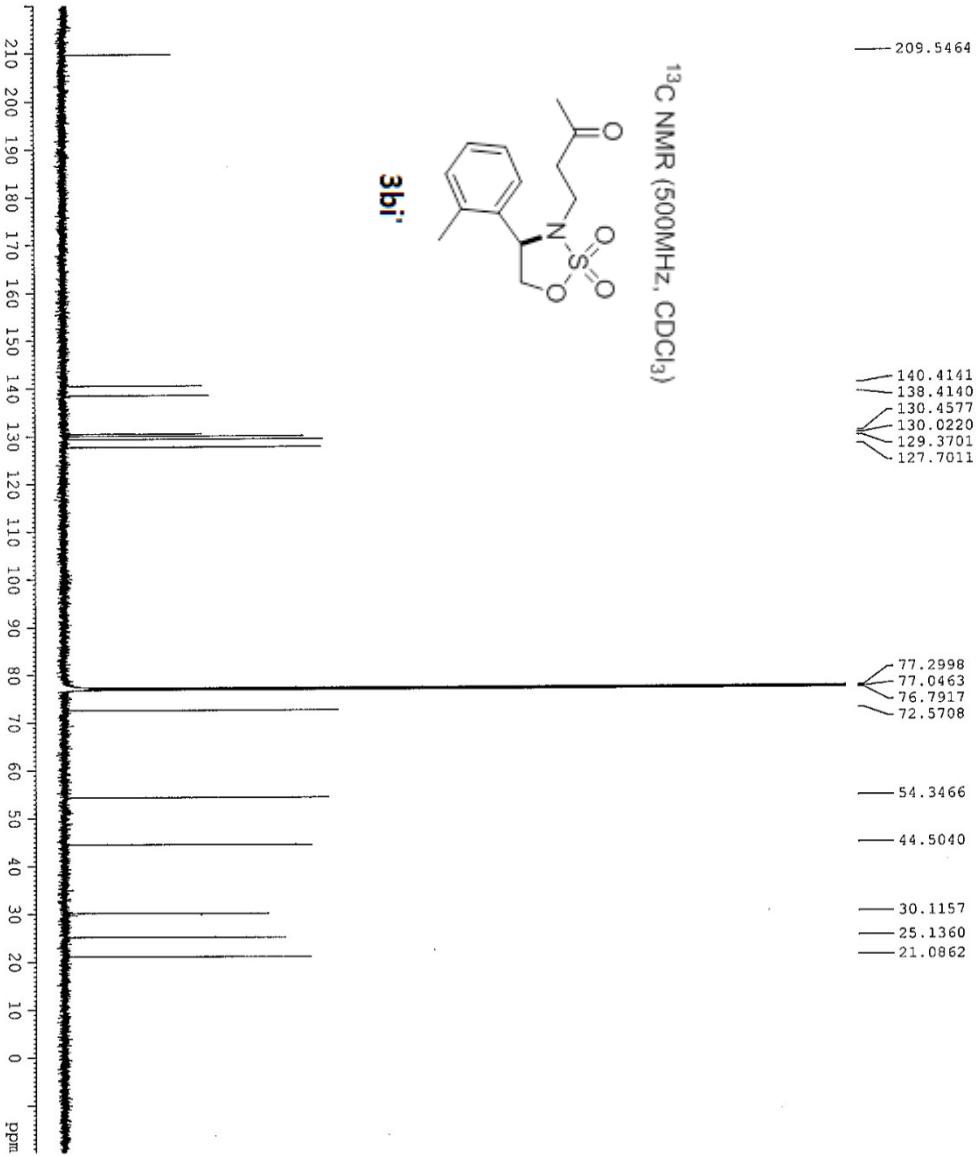 ¹³C NMR (500MHz, CDCl₃)
O
N
S
O
O
O
3bi'
209.5464
140.4141
138.4140
130.4577
130.0220
129.3701
127.7011
77.2998
77.0463
76.7917
72.5708
54.3466
44.5040
30.1157
25.1360
21.0862
210 200 190 180 170 160 150 140 130 120 110 100 90 80 70 60 50 40 30 20 10 0 ppm